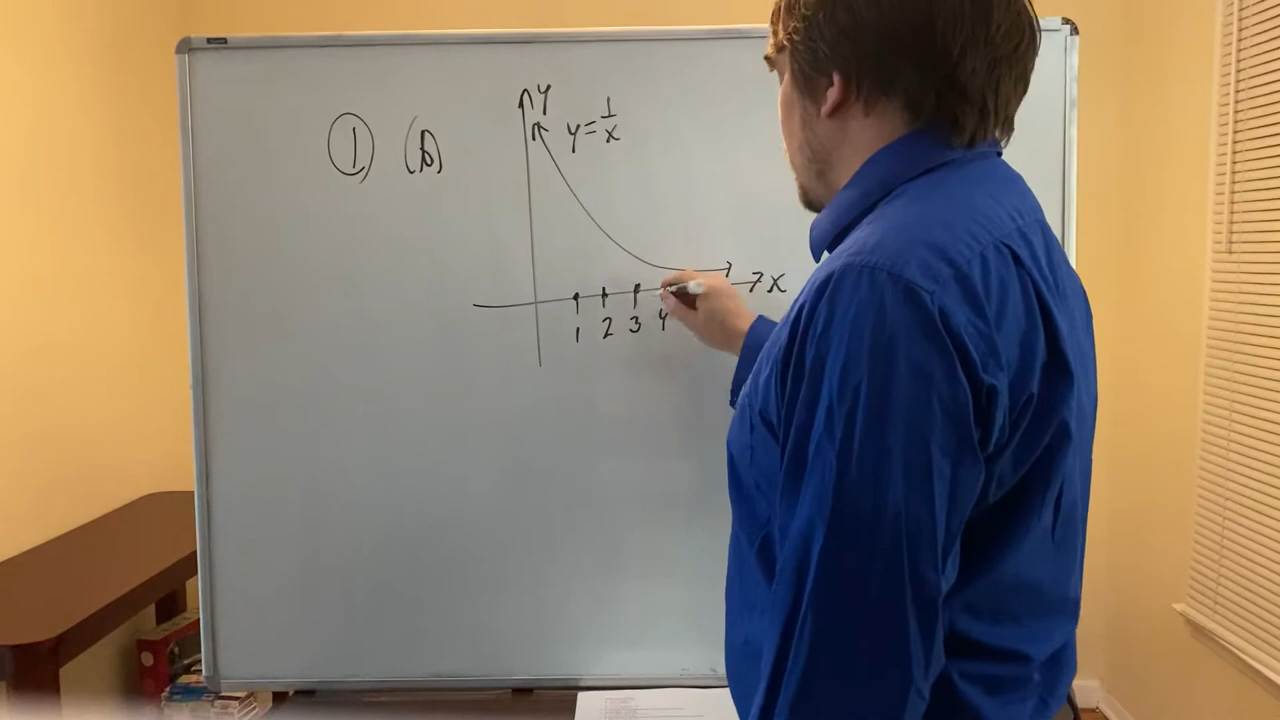 ① (A)
y
y = 1/x
x
1 2 3 4